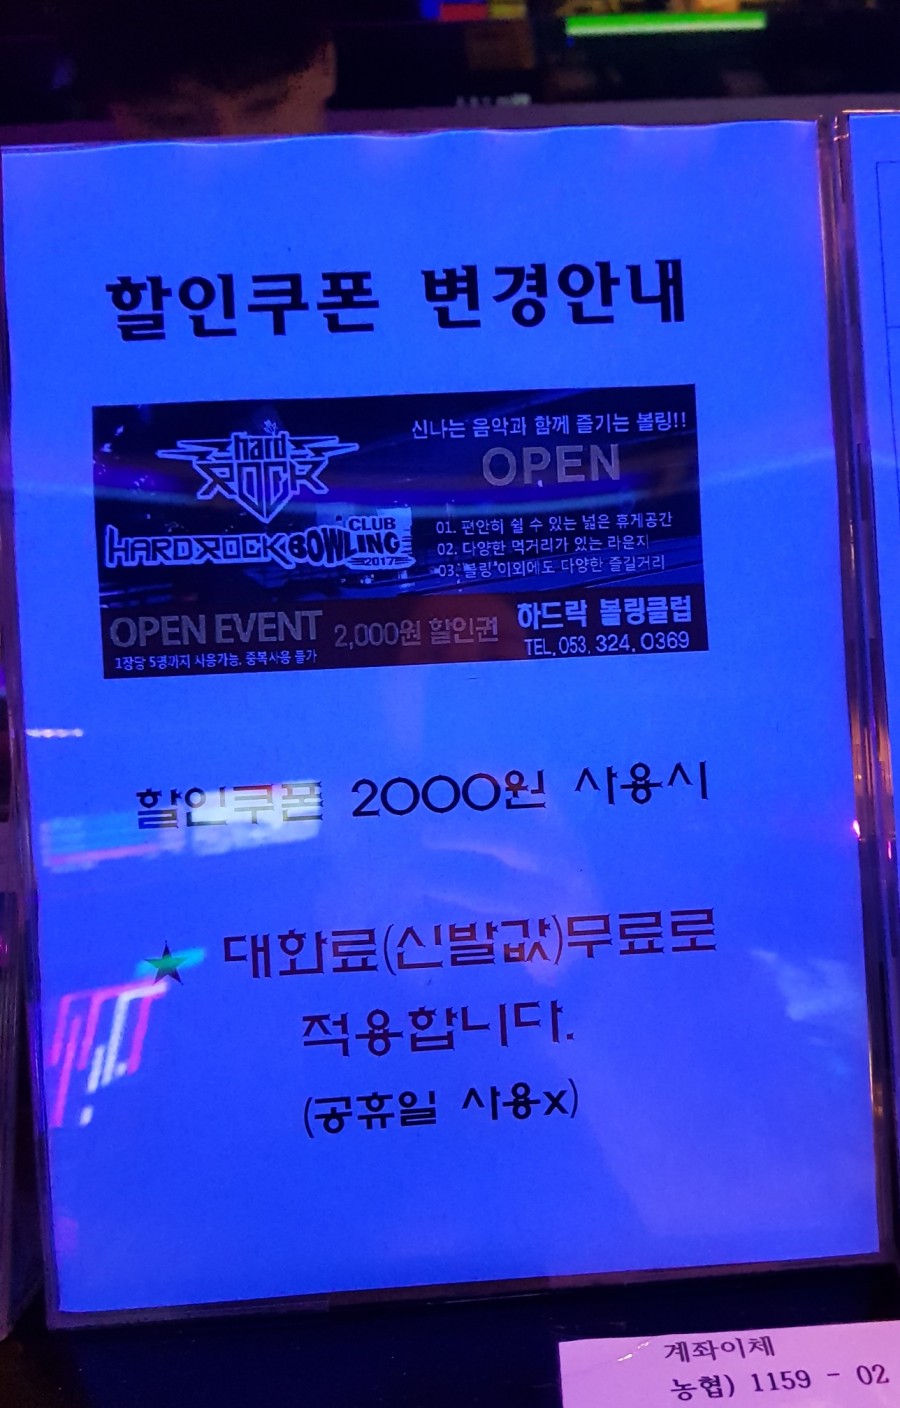 할인쿠폰 변경안내
hard
ROCK
HARDROCK BOWLING
CLUB
2017
신나는 음악과 함께 즐기는 볼링!!
OPEN
01. 편안히 쉴 수 있는 넓은 휴게공간
02. 다양한 먹거리가 있는 라운지
03. 볼링 이외에도 다양한 즐길거리
OPEN EVENT
1장당 5명까지 사용가능, 중복사용 불가
2,000원 할인권
하드락 볼링클럽
TEL. 053. 324. 0369
할인쿠폰 2000원 사용시
★ 대화료(신발값)무료로
적용합니다.
(공휴일 사용x)
계좌이체
농협) 1159 - 02